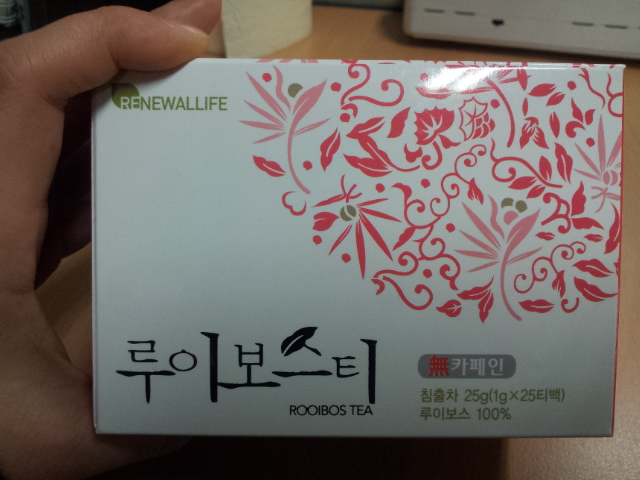 RENEWALLIFE
루이보스티
ROOIBOS TEA
無카페인
침출차 25g(1g×25티백)
루이보스 100%